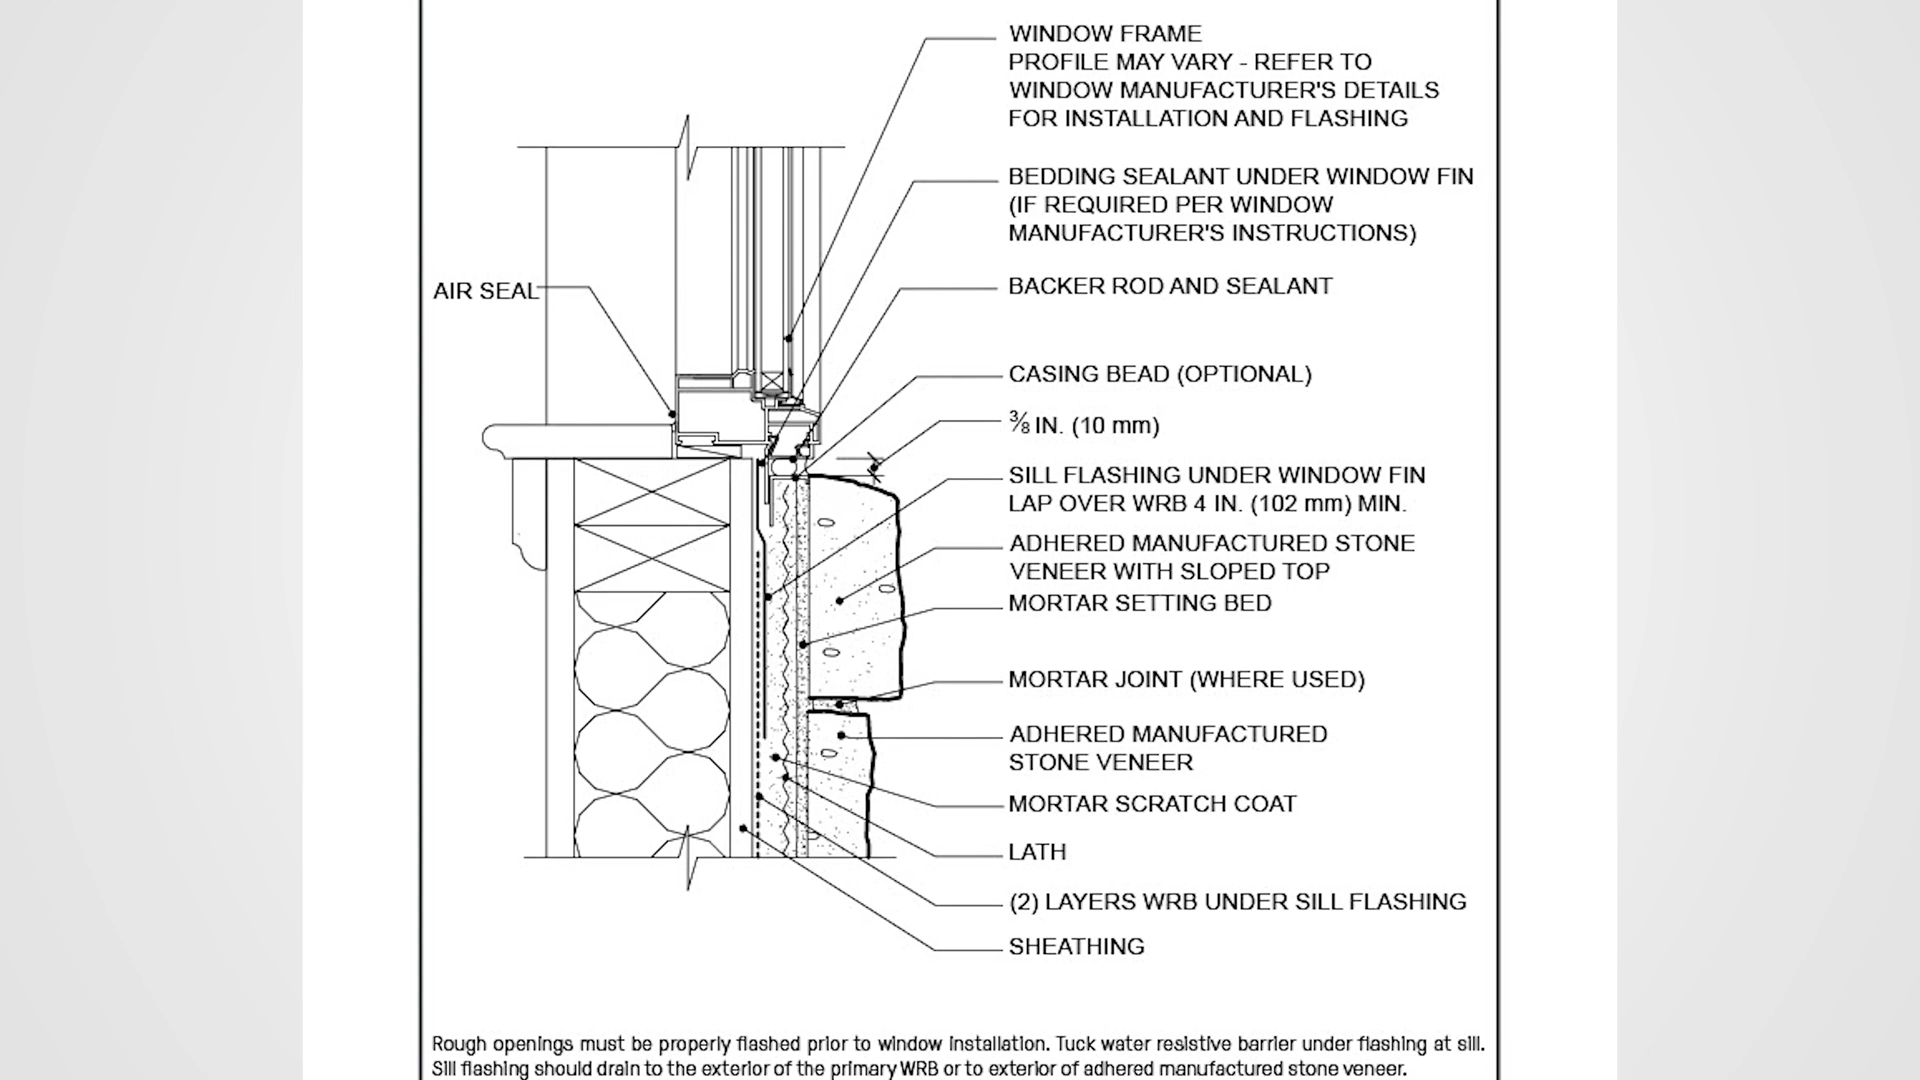 WINDOW FRAME
PROFILE MAY VARY - REFER TO
WINDOW MANUFACTURER'S DETAILS
FOR INSTALLATION AND FLASHING
BEDDING SEALANT UNDER WINDOW FIN
(IF REQUIRED PER WINDOW
MANUFACTURER'S INSTRUCTIONS)
AIR SEAL
BACKER ROD AND SEALANT
CASING BEAD (OPTIONAL)
⅜ IN. (10 mm)
SILL FLASHING UNDER WINDOW FIN
LAP OVER WRB 4 IN. (102 mm) MIN.
ADHERED MANUFACTURED STONE
VENEER WITH SLOPED TOP
MORTAR SETTING BED
MORTAR JOINT (WHERE USED)
ADHERED MANUFACTURED
STONE VENEER
MORTAR SCRATCH COAT
LATH
(2) LAYERS WRB UNDER SILL FLASHING
SHEATHING
Rough openings must be properly flashed prior to window installation. Tuck water resistive barrier under flashing at sill.
Sill flashing should drain to the exterior of the primary WRB or to exterior of adhered manufactured stone veneer.